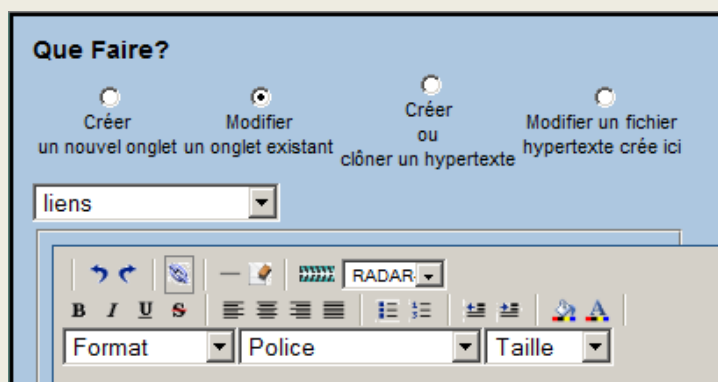 Que Faire?
Créer
un nouvel onglet
Modifier
un onglet existant
Créer
ou
clôner un hypertexte
Modifier un fichier
hypertexte crée ici
liens
RADAR
B I U S
Format Police Taille